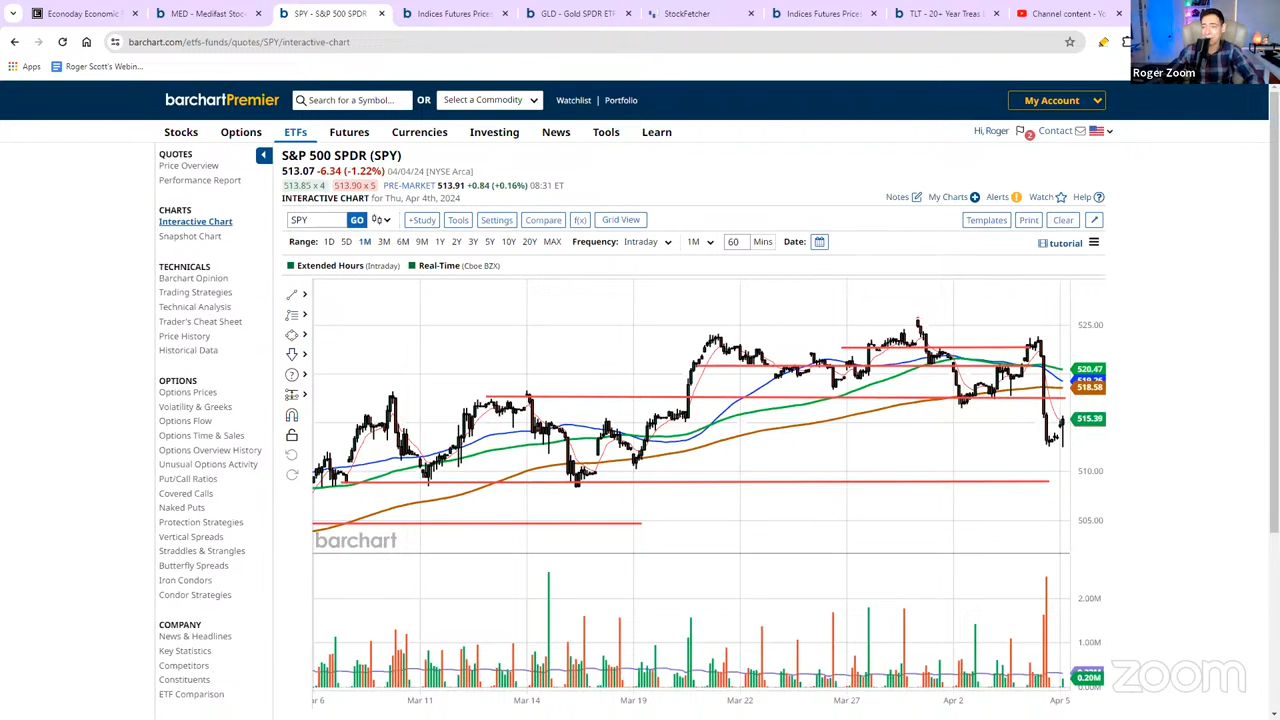 Econoday Economic
MED - Medifast Stoc
SPY - S&P 500 SPDR
Indices Futures Pric
GLD - Gold SPDR ET
StockFetcher
Indices Futures Price
TLT - 20+ Year Treas
Channel content - Yo
barchart.com/etfs-funds/quotes/SPY/interactive-chart
Apps
Roger Scott's Webin...
Roger Zoom
barchartPremier
Search for a Symbol...
OR
Select a Commodity
Watchlist | Portfolio
My Account
Stocks
Options
ETFs
Futures
Currencies
Investing
News
Tools
Learn
Hi, Roger
2
Contact
QUOTES
Price Overview
Performance Report
CHARTS
Interactive Chart
Snapshot Chart
TECHNICALS
Barchart Opinion
Trading Strategies
Technical Analysis
Trader's Cheat Sheet
Price History
Historical Data
OPTIONS
Options Prices
Volatility & Greeks
Options Flow
Options Time & Sales
Options Overview History
Unusual Options Activity
Put/Call Ratios
Covered Calls
Naked Puts
Protection Strategies
Vertical Spreads
Straddles & Strangles
Butterfly Spreads
Iron Condors
Condor Strategies
COMPANY
News & Headlines
Key Statistics
Competitors
Constituents
ETF Comparison
S&P 500 SPDR (SPY)
513.07 -6.34 (-1.22%) 04/04/24 [NYSE Arca]
513.85 x 4 513.90 x 5 PRE-MARKET 513.91 +0.84 (+0.16%) 08:31 ET
INTERACTIVE CHART for Thu, Apr 4th, 2024
Notes
My Charts
Alerts
Watch
Help
SPY
GO
+Study
Tools
Settings
Compare
f(x)
Grid View
Templates
Print
Clear
Range: 1D 5D 1M 3M 6M 9M 1Y 2Y 3Y 5Y 10Y 20Y MAX
Frequency: Intraday
1M
60 Mins
Date:
tutorial
Extended Hours (Intraday)
Real-Time (Cboe BZX)
525.00
520.47
518.58
515.39
510.00
505.00
barchart
2.00M
1.00M
0.20M
Mar 11
Mar 14
Mar 19
Mar 22
Mar 27
Apr 2
Apr 5
zoom